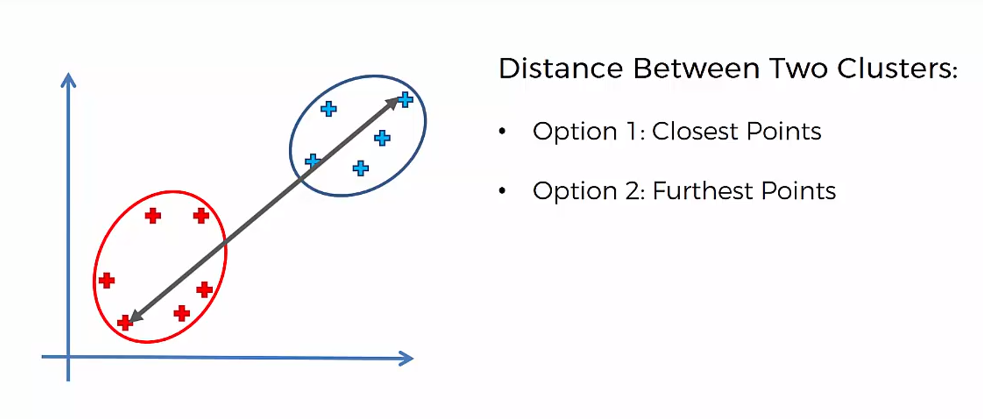 Distance Between Two Clusters:
• Option 1: Closest Points
• Option 2: Furthest Points